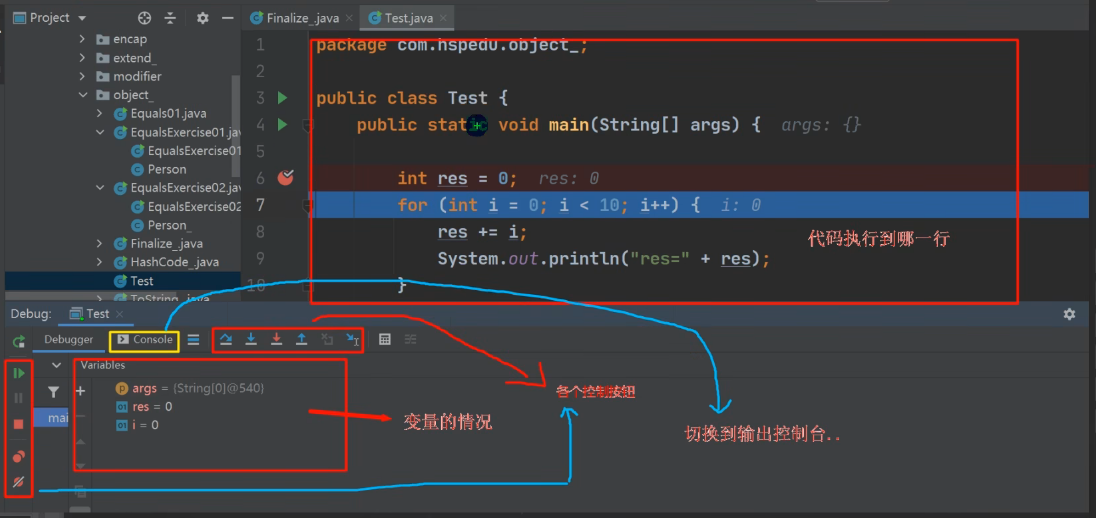 Project
Finalize_.java
Test.java
encap
extend_
modifier
object_
Equals01.java
EqualsExercise01.jav
EqualsExercise01
Person
EqualsExercise02.jav
EqualsExercise02
Person_
Finalize_.java
HashCode_.java
Test
ToString_.java
1 package com.hspedu.object_;
2
3 public class Test {
4 public static void main(String[] args) { args: {}
5
6 int res = 0; res: 0
7 for (int i = 0; i < 10; i++) { i: 0
8 res += i;
9 System.out.println("res=" + res);
10 }
代码执行到哪一行
Debug: Test
Debugger Console
Variables
mai
args = {String[0]@540}
res = 0
i = 0
变量的情况
各个控制按钮
切换到输出控制台..